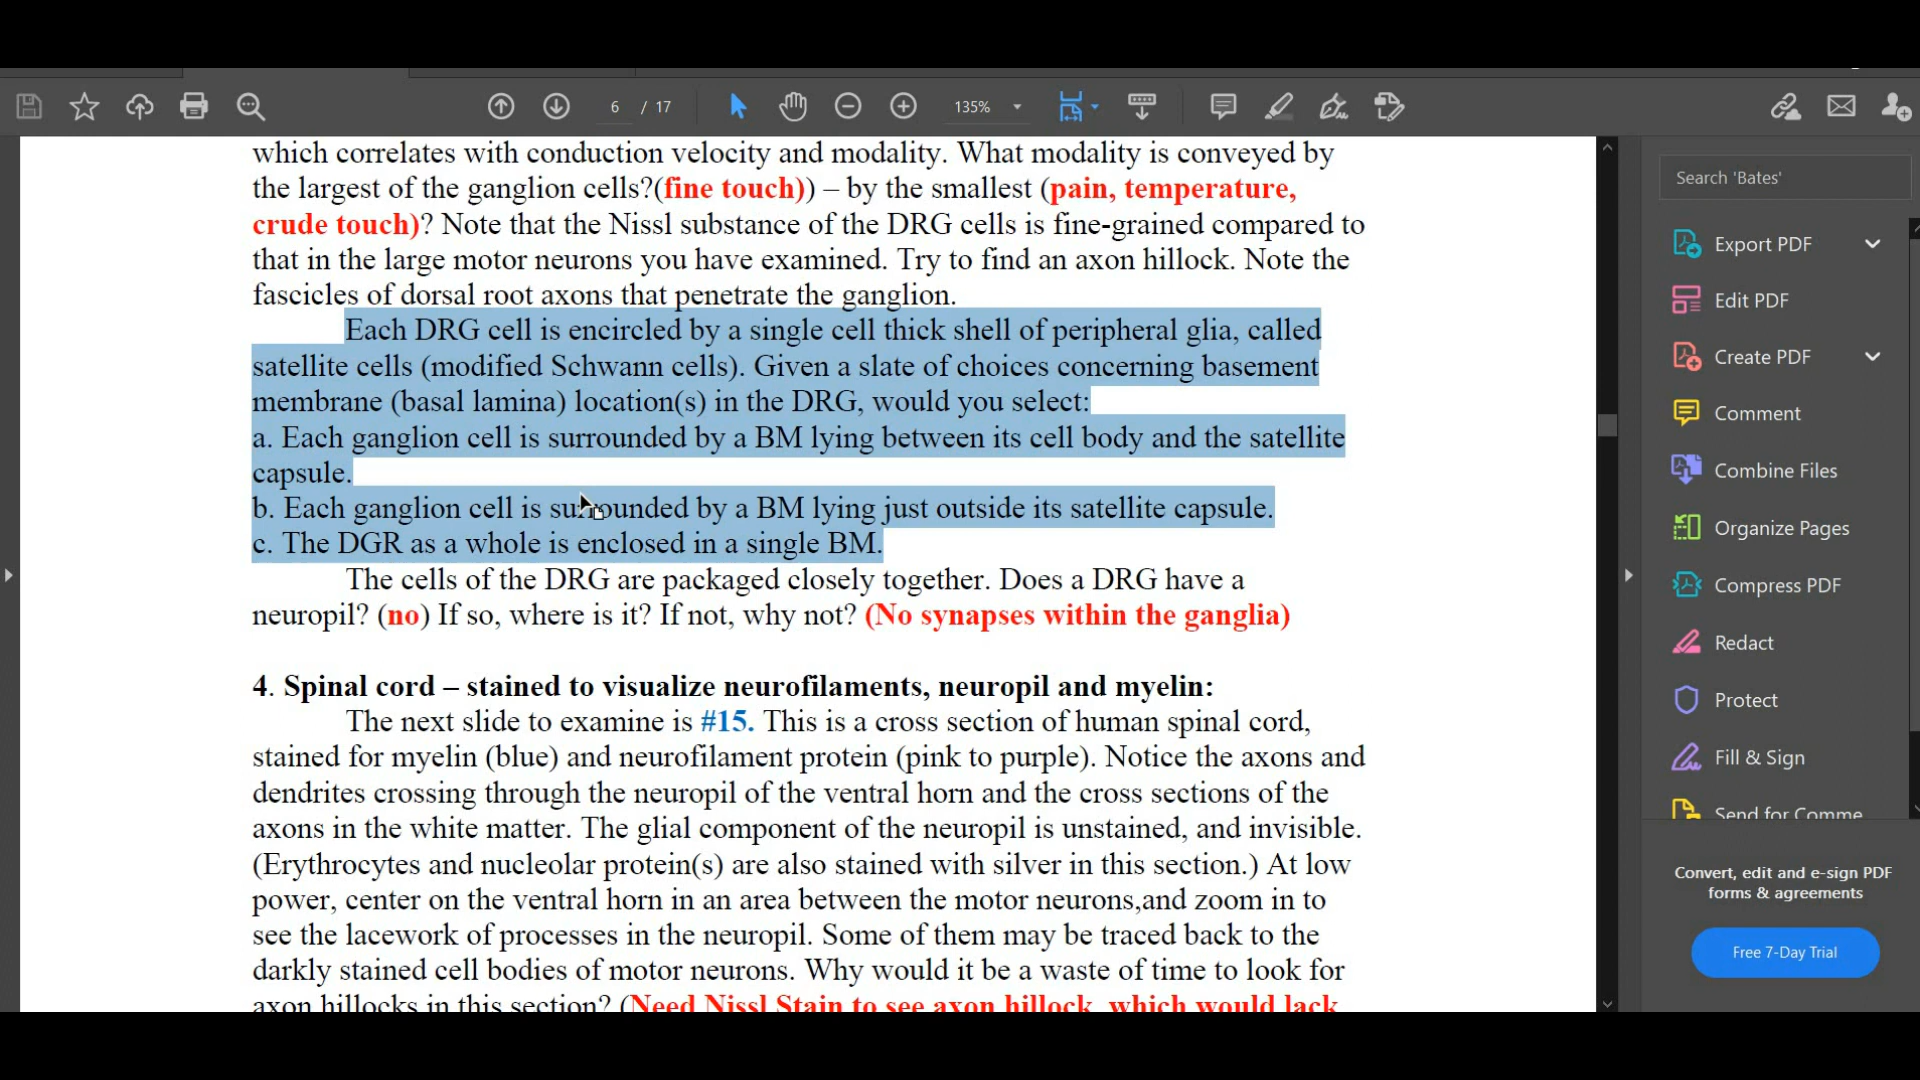 6 / 17
135%
which correlates with conduction velocity and modality. What modality is conveyed by
the largest of the ganglion cells?(fine touch)) – by the smallest (pain, temperature,
crude touch)? Note that the Nissl substance of the DRG cells is fine-grained compared to
that in the large motor neurons you have examined. Try to find an axon hillock. Note the
fascicles of dorsal root axons that penetrate the ganglion.
Each DRG cell is encircled by a single cell thick shell of peripheral glia, called
satellite cells (modified Schwann cells). Given a slate of choices concerning basement
membrane (basal lamina) location(s) in the DRG, would you select:
a. Each ganglion cell is surrounded by a BM lying between its cell body and the satellite
capsule.
b. Each ganglion cell is surrounded by a BM lying just outside its satellite capsule.
c. The DGR as a whole is enclosed in a single BM.
The cells of the DRG are packaged closely together. Does a DRG have a
neuropil? (no) If so, where is it? If not, why not? (No synapses within the ganglia)
4. Spinal cord – stained to visualize neurofilaments, neuropil and myelin:
The next slide to examine is #15. This is a cross section of human spinal cord,
stained for myelin (blue) and neurofilament protein (pink to purple). Notice the axons and
dendrites crossing through the neuropil of the ventral horn and the cross sections of the
axons in the white matter. The glial component of the neuropil is unstained, and invisible.
(Erythrocytes and nucleolar protein(s) are also stained with silver in this section.) At low
power, center on the ventral horn in an area between the motor neurons,and zoom in to
see the lacework of processes in the neuropil. Some of them may be traced back to the
darkly stained cell bodies of motor neurons. Why would it be a waste of time to look for
axon hillocks in this section? (Need Nissl Stain to see axon hillock, which would lack
Search 'Bates'
Export PDF
Edit PDF
Create PDF
Comment
Combine Files
Organize Pages
Compress PDF
Redact
Protect
Fill & Sign
Send for Comme
Convert, edit and e-sign PDF
forms & agreements
Free 7-Day Trial